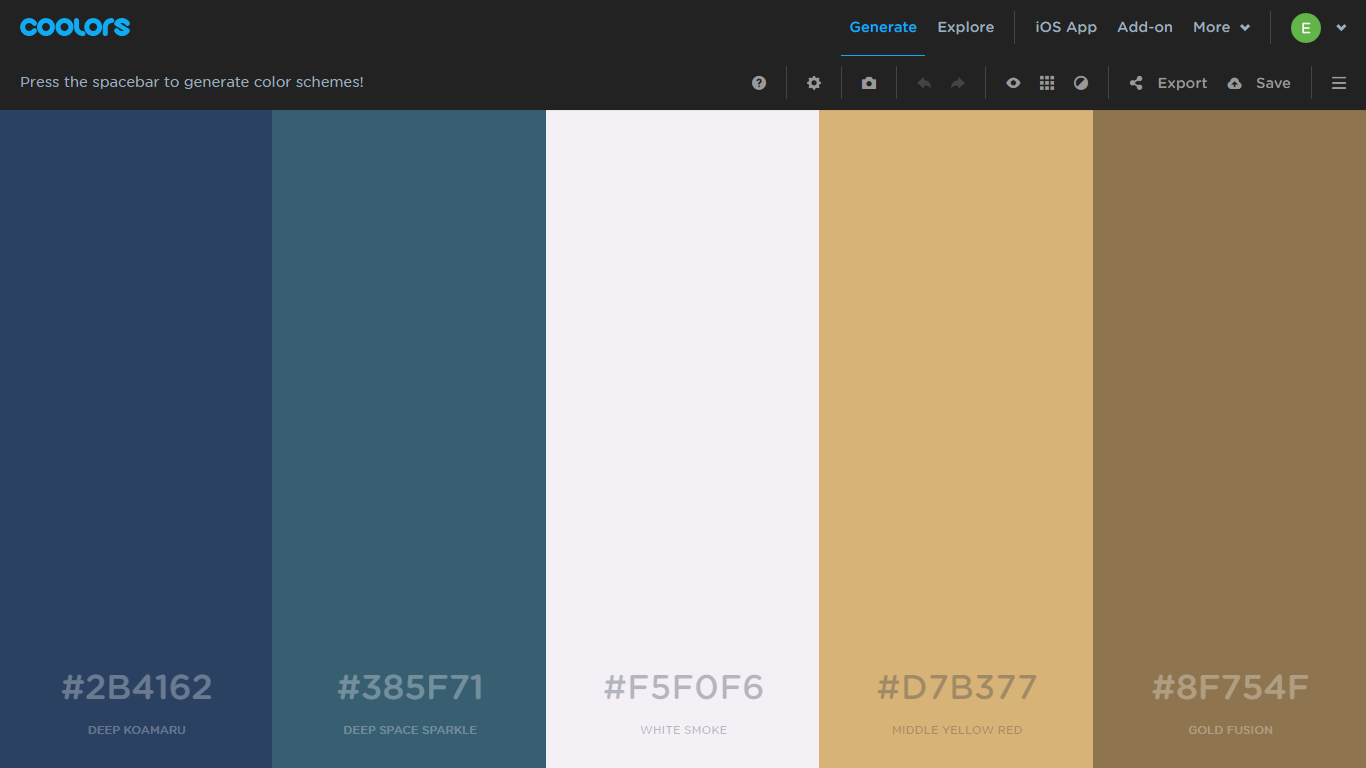 coolors
Generate Explore iOS App Add-on More E
Press the spacebar to generate color schemes!
Export Save
#2B4162 #385F71 #F5F0F6 #D7B377 #8F754F
DEEP KOAMARU DEEP SPACE SPARKLE WHITE SMOKE MIDDLE YELLOW RED GOLD FUSION